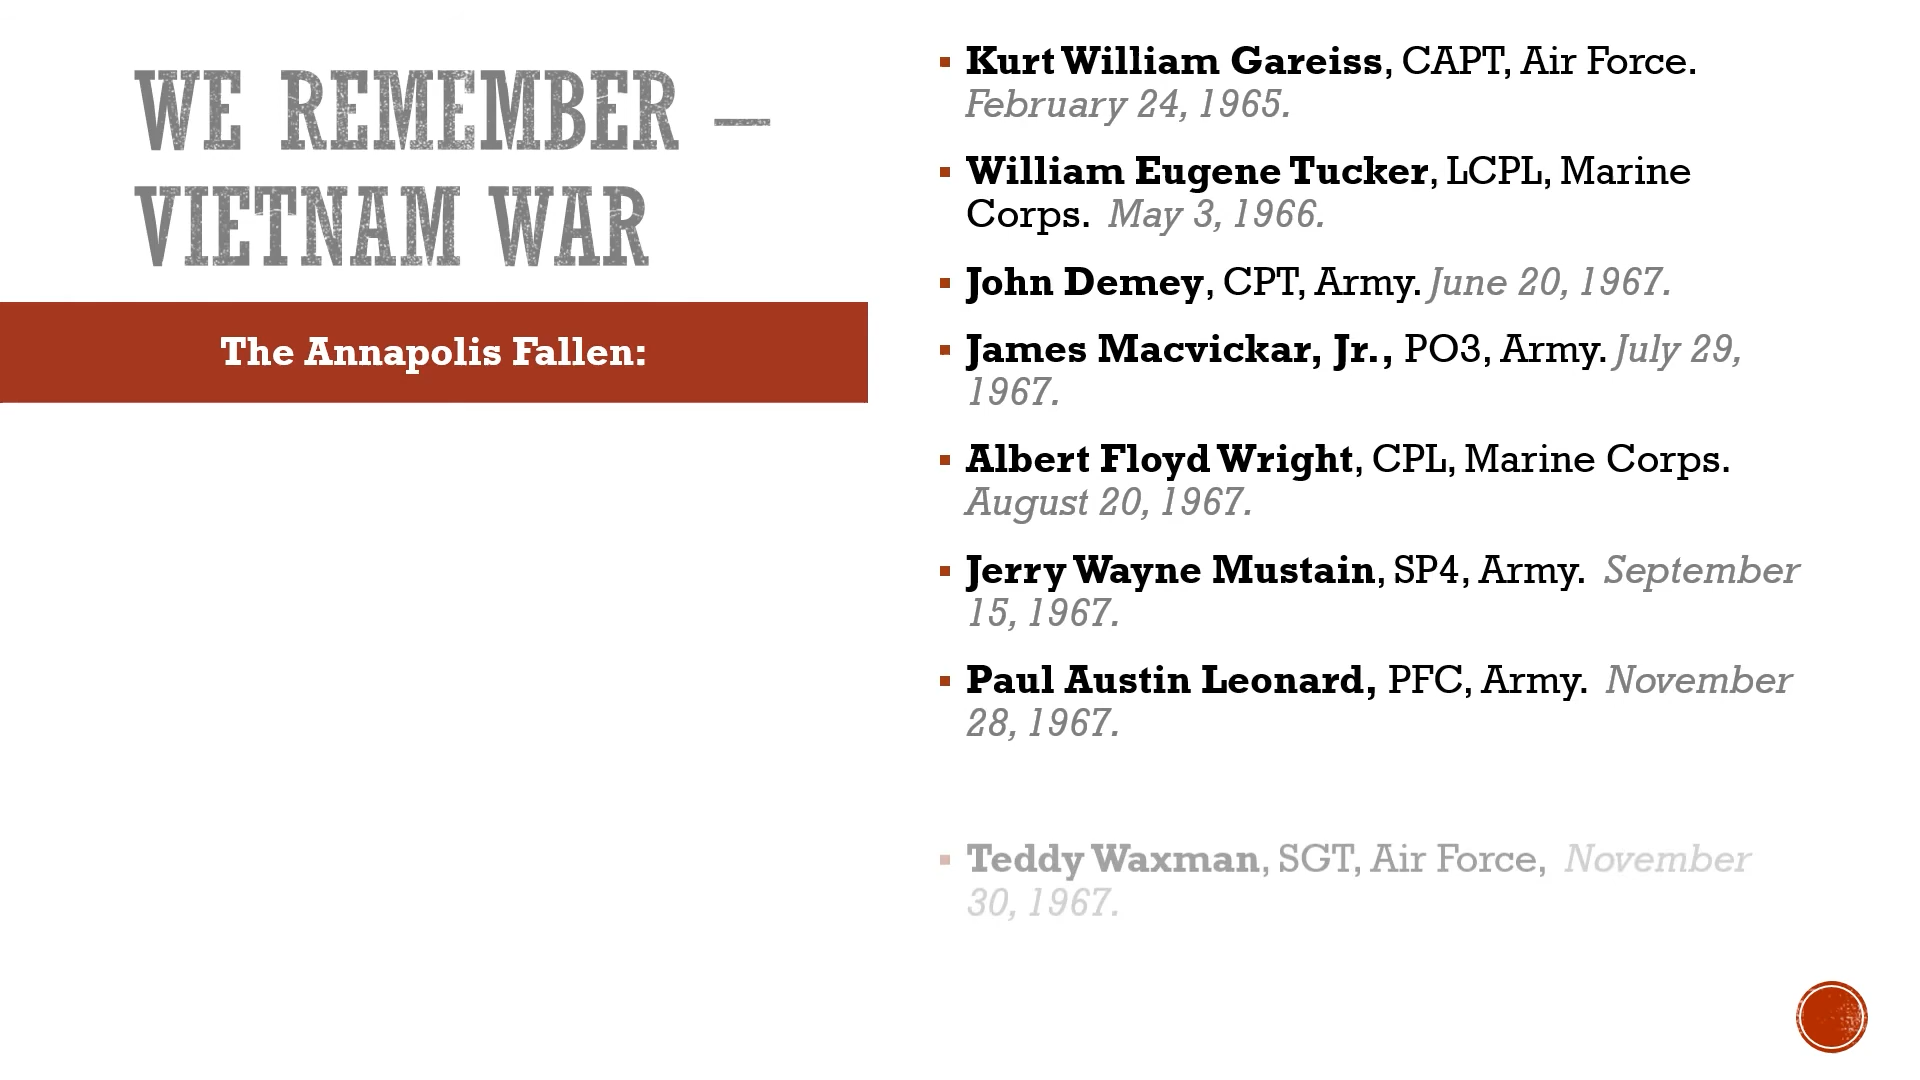 WE REMEMBER –
VIETNAM WAR
The Annapolis Fallen:
▪ Kurt William Gareiss, CAPT, Air Force.
February 24, 1965.
▪ William Eugene Tucker, LCPL, Marine
Corps. May 3, 1966.
▪ John Demey, CPT, Army. June 20, 1967.
▪ James Macvickar, Jr., PO3, Army. July 29,
1967.
▪ Albert Floyd Wright, CPL, Marine Corps.
August 20, 1967.
▪ Jerry Wayne Mustain, SP4, Army. September
15, 1967.
▪ Paul Austin Leonard, PFC, Army. November
28, 1967.
▪ Teddy Waxman, SGT, Air Force, November
30, 1967.